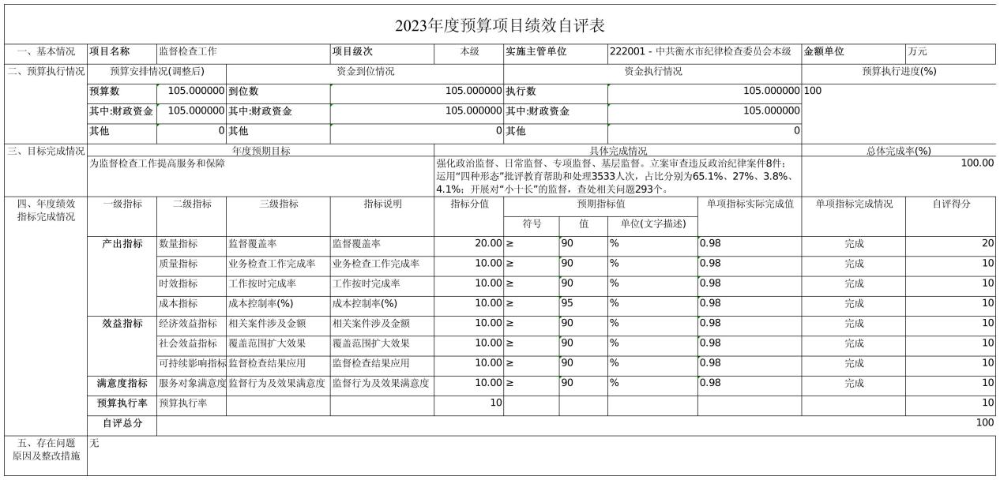 2023年度预算项目绩效自评表
一、基本情况 项目名称 监督检查工作 项目级次 本级 实施主管单位 222001 - 中共衡水市纪律检查委员会本级 金额单位 万元
二、预算执行情况 预算安排情况(调整后) 资金到位情况 资金执行情况 预算执行进度(%)
预算数 105.000000 到位数 105.000000 执行数 105.000000 100
其中:财政资金 105.000000 其中:财政资金 105.000000 其中:财政资金 105.000000
其他 0 其他 0 其他 0
三、目标完成情况 年度预期目标 具体完成情况 总体完成率(%)
为监督检查工作提高服务和保障 强化政治监督、日常监督、专项监督、基层监督。立案审查违反政治纪律案件8件； 100.00
运用“四种形态”批评教育帮助和处理3533人次，占比分别为65.1%、27%、3.8%、
4.1%；开展对“小十长”的监督，查处相关问题293个。
四、年度绩效 一级指标 二级指标 三级指标 指标说明 指标分值 预期指标值 单项指标实际完成值 单项指标完成情况 自评得分
指标完成情况
符号 值 单位(文字描述)
产出指标 数量指标 监督覆盖率 监督覆盖率 20.00 ≥ 90 % 0.98 完成 20
质量指标 业务检查工作完成率 业务检查工作完成率 10.00 ≥ 90 % 0.98 完成 10
时效指标 工作按时完成率 工作按时完成率 10.00 ≥ 90 % 0.98 完成 10
成本指标 成本控制率(%) 成本控制率(%) 10.00 ≥ 95 % 0.98 完成 10
效益指标 经济效益指标 相关案件涉及金额 相关案件涉及金额 10.00 ≥ 90 % 0.98 完成 10
社会效益指标 覆盖范围扩大效果 覆盖范围扩大效果 10.00 ≥ 90 % 0.98 完成 10
可持续影响指标 监督检查结果应用 监督检查结果应用 10.00 ≥ 90 % 0.98 完成 10
满意度指标 服务对象满意度 监督行为及效果满意度 监督行为及效果满意度 10.00 ≥ 90 % 0.98 完成 10
预算执行率 预算执行率 10 10
自评总分 100
五、存在问题 无
原因及整改措施